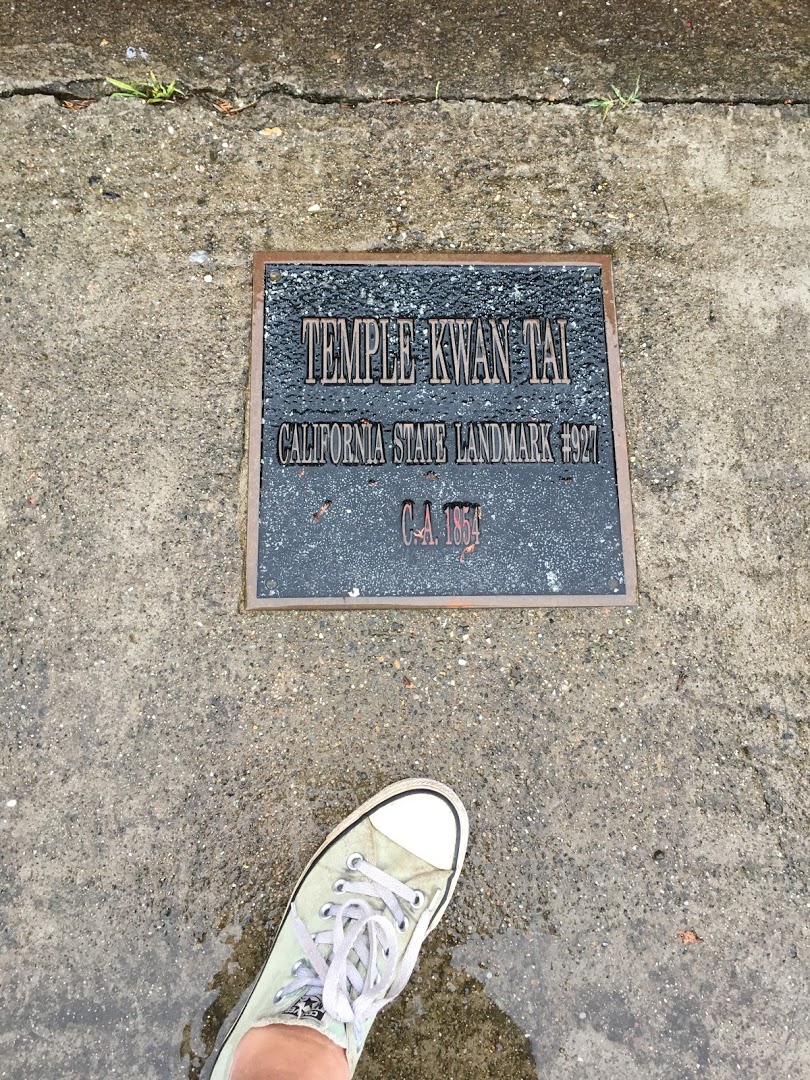 TEMPLE KWAN TAI
CALIFORNIA STATE LANDMARK #927
C.A. 1854